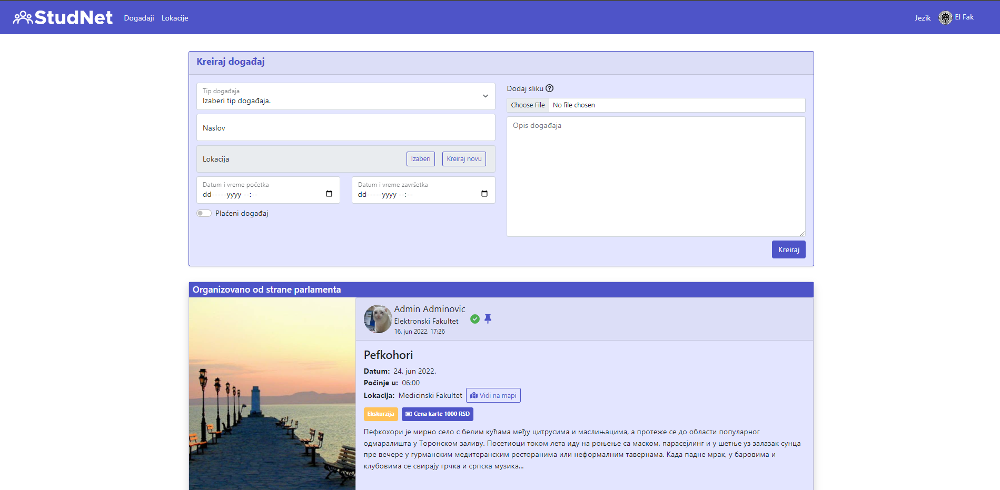 StudNet Događaji Lokacije Jezik El Fak
Kreiraj događaj
Tip događaja
Izaberi tip događaja.
Naslov
Lokacija Izaberi Kreiraj novu
Datum i vreme početka
dd-----yyyy --:--
Datum i vreme završetka
dd-----yyyy --:--
Plaćeni događaj
Dodaj sliku
Choose File No file chosen
Opis događaja
Kreiraj
Organizovano od strane parlamenta
Admin Adminovic
Elektronski Fakultet
16. jun 2022. 17:26
Pefkohori
Datum: 24. jun 2022.
Počinje u: 06:00
Lokacija: Medicinski Fakultet Vidi na mapi
Ekskurzija Cena karte 1000 RSD
Пефкохори је мирно село с белим кућама међу цитрусима и маслињацима, а протеже се до области популарног
одмаралишта у Торонском заливу. Посетиоци током лета иду на роњење са маском, парасејлинг и у шетње уз залазак сунца
пре вечере у гурманским медитеранским ресторанима или неформалним тавернама. Када падне мрак, у баровима и
клубовима се свирају грчка и српска музика...